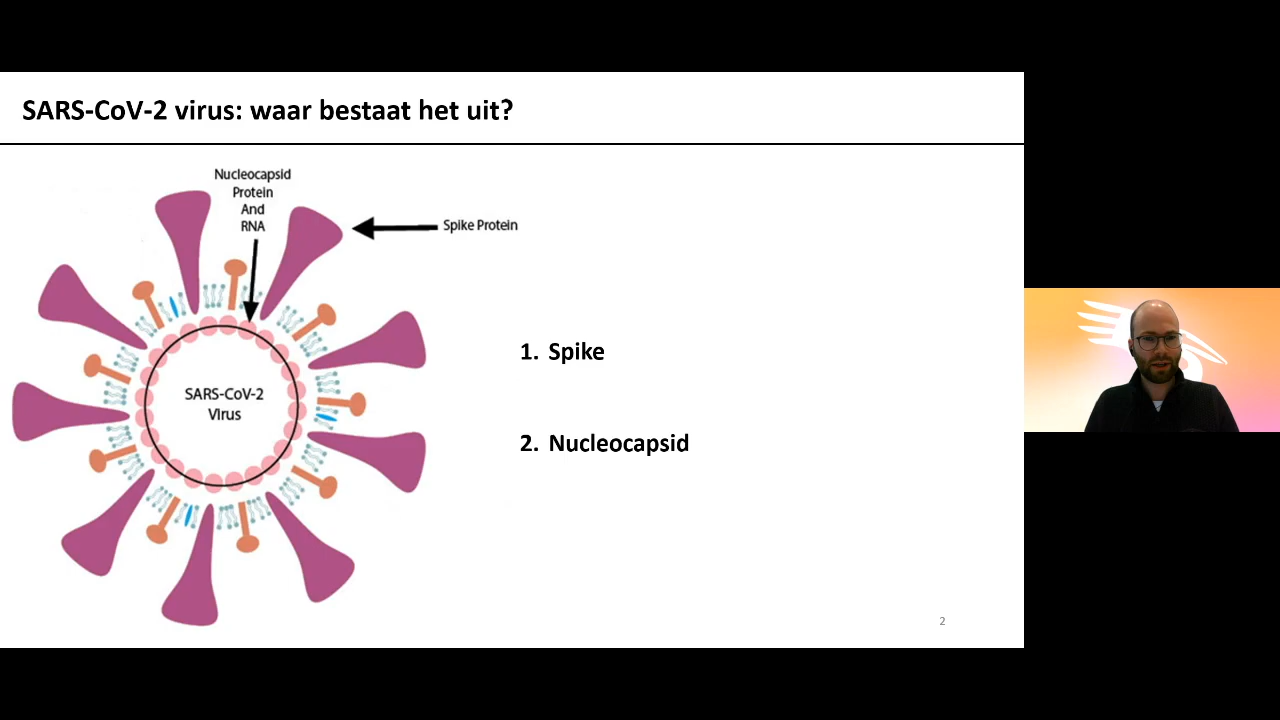 SARS-CoV-2 virus: waar bestaat het uit?
Nucleocapsid
Protein
And
RNA
Spike Protein
SARS-CoV-2
Virus
1. Spike
2. Nucleocapsid
2